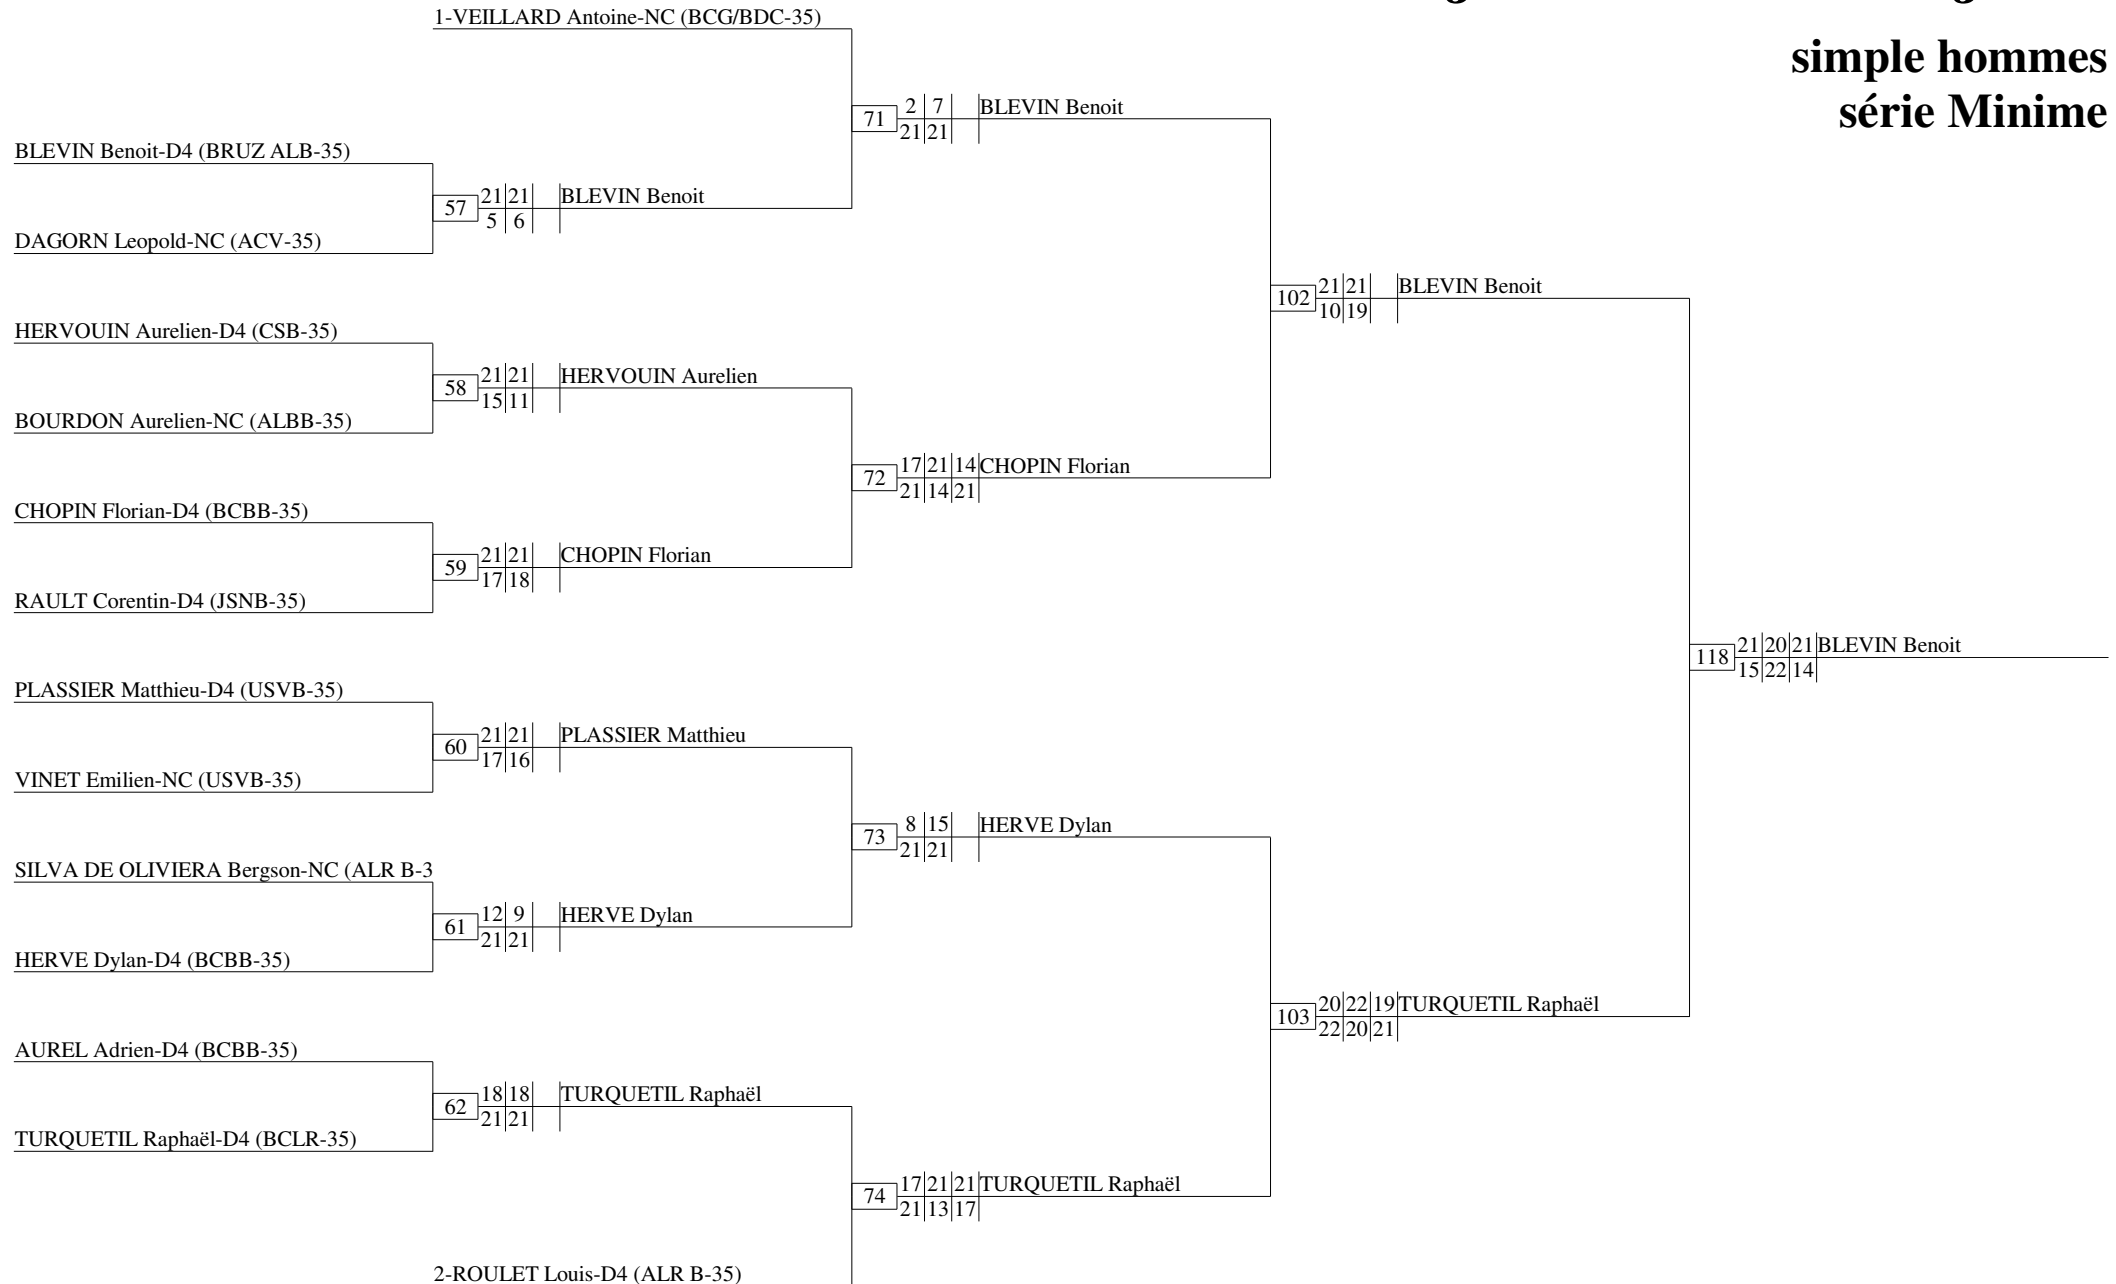 1-VEILLARD Antoine-NC (BCG/BDC-35)
simple hommes
série Minime
71 2 7 BLEVIN Benoit
21 21
BLEVIN Benoit-D4 (BRUZ ALB-35)
57 21 21 BLEVIN Benoit
5 6
DAGORN Leopold-NC (ACV-35)
102 21 21 BLEVIN Benoit
10 19
HERVOUIN Aurelien-D4 (CSB-35)
58 21 21 HERVOUIN Aurelien
15 11
BOURDON Aurelien-NC (ALBB-35)
72 17 21 14 CHOPIN Florian
21 14 21
CHOPIN Florian-D4 (BCBB-35)
59 21 21 CHOPIN Florian
17 18
RAULT Corentin-D4 (JSNB-35)
118 21 20 21 BLEVIN Benoit
15 22 14
PLASSIER Matthieu-D4 (USVB-35)
60 21 21 PLASSIER Matthieu
17 16
VINET Emilien-NC (USVB-35)
73 8 15 HERVE Dylan
21 21
SILVA DE OLIVIERA Bergson-NC (ALR B-3
61 12 9 HERVE Dylan
21 21
HERVE Dylan-D4 (BCBB-35)
103 20 22 19 TURQUETIL Raphaël
22 20 21
AUREL Adrien-D4 (BCBB-35)
62 18 18 TURQUETIL Raphaël
21 21
TURQUETIL Raphaël-D4 (BCLR-35)
74 17 21 21 TURQUETIL Raphaël
21 13 17
2-ROULET Louis-D4 (ALR B-35)